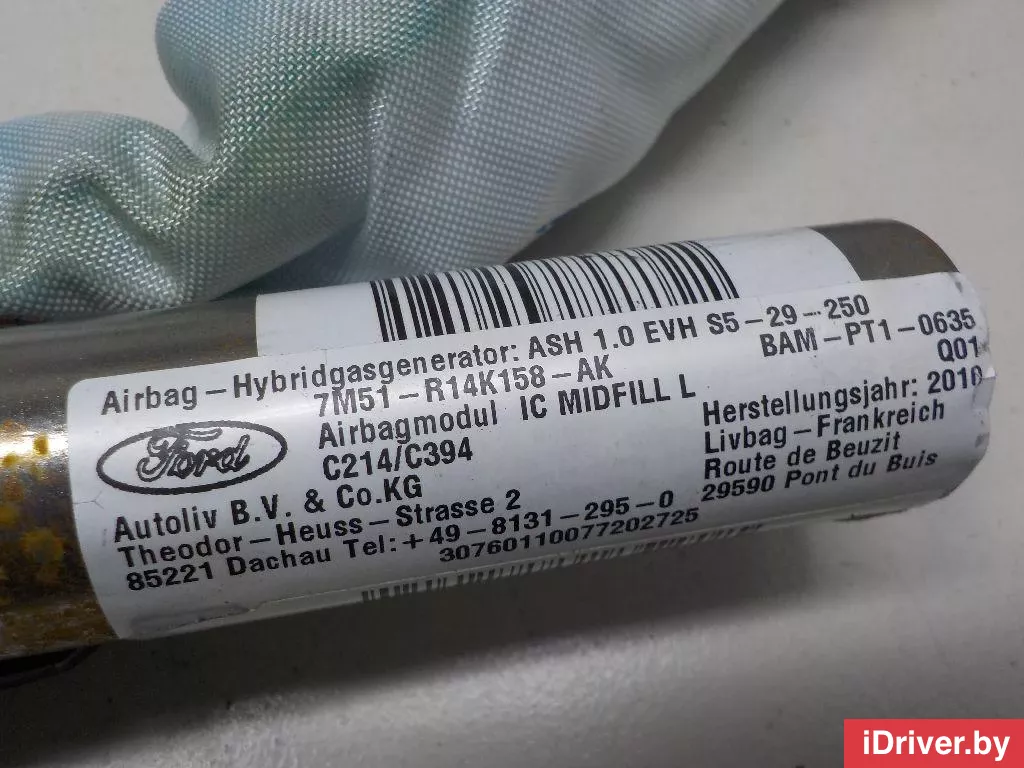 Airbag-Hybridgasgenerator: ASH 1.0 EVH S5-29-250
7M51-R14K158-AK
BAM-PT1-0635
Airbagmodul IC MIDFILL L
Q01
Ford
C214/C394
Herstellungsjahr: 2010
Autoliv B.V. & Co.KG
Livbag-Frankreich
Theodor-Heuss-Strasse 2
Route de Beuzit
85221 Dachau Tel:+49-8131-295-0
29590 Pont du Buis
30760110077202725
iDriver.by